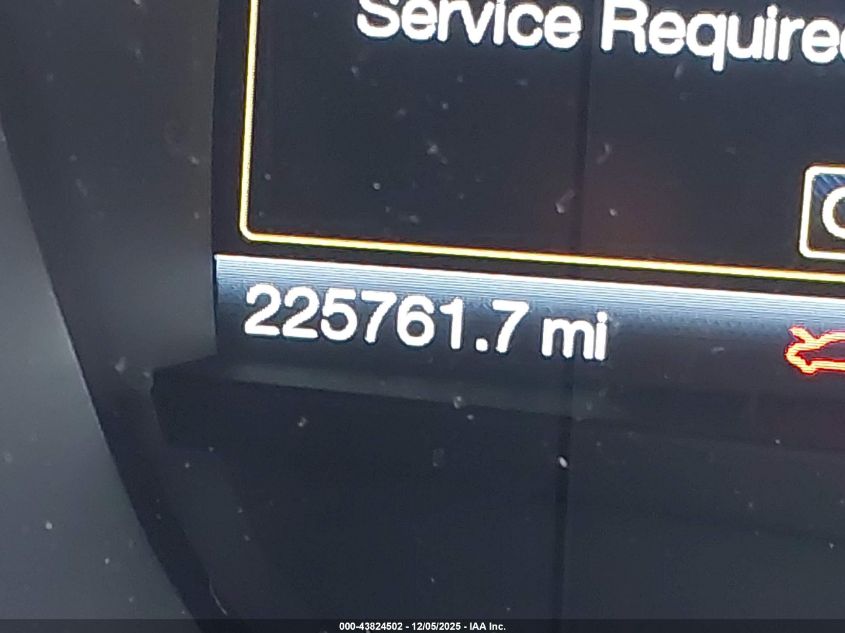 Service Require
225761.7 mi
000-43824502 - 12/05/2025 - IAA Inc.